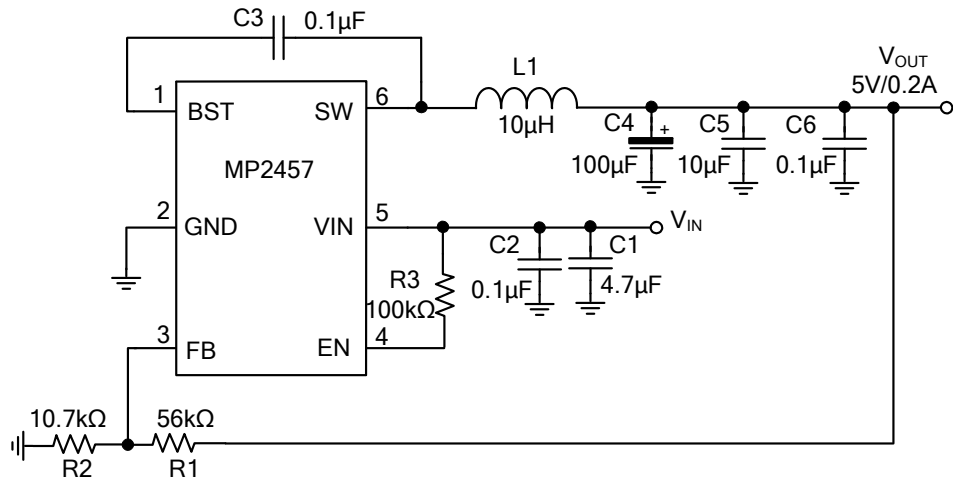 C3 0.1µF
V_OUT
5V/0.2A
L1
10µH
1 BST SW 6
C4 + C5 C6
100µF 10µF 0.1µF
MP2457
2 GND VIN 5
V_IN
C2 C1
R3
0.1µF 4.7µF
100kΩ
3 FB EN 4
10.7kΩ 56kΩ
R2 R1